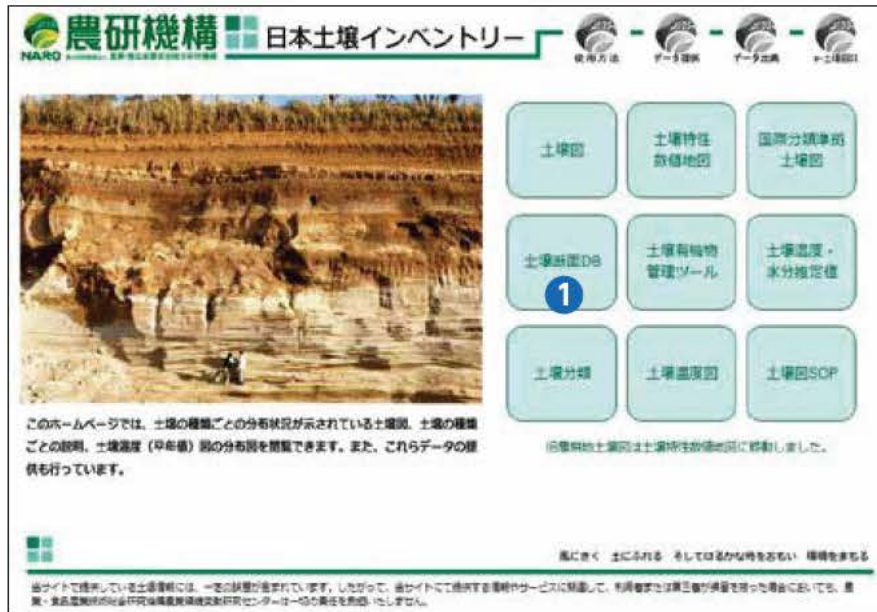 農研機構
NARO
日本土壌インベントリー
使用方法
データ提供
データ出典
e-土壌図II
土壌図
土壌特性
数値地図
国際分類準拠
土壌図
土壌断面DB
1
土壌有機物
管理ツール
土壌温度・
水分推定値
土壌分類
土壌温度図
土壌図SOP
このホームページでは、土壌の種類ごとの分布状況が示されている土壌図、土壌の種類
ごとの説明、土壌温度（平年値）図の分布図を閲覧できます。また、これらデータの提
供も行っています。
旧農耕地土壌図は土壌特性数値地図に移動しました。
風にきく 土にふれる そしてはるかな時をおもい 環境をまもる
当サイトで提供している土壌情報には、一定の誤差が含まれています。したがって、当サイトにて提供する情報やサービスに関連して、利用者または第三者が損害を被った場合においても、農
業・食品産業技術総合研究機構農業環境変動研究センターは一切の責任を負いたしません。